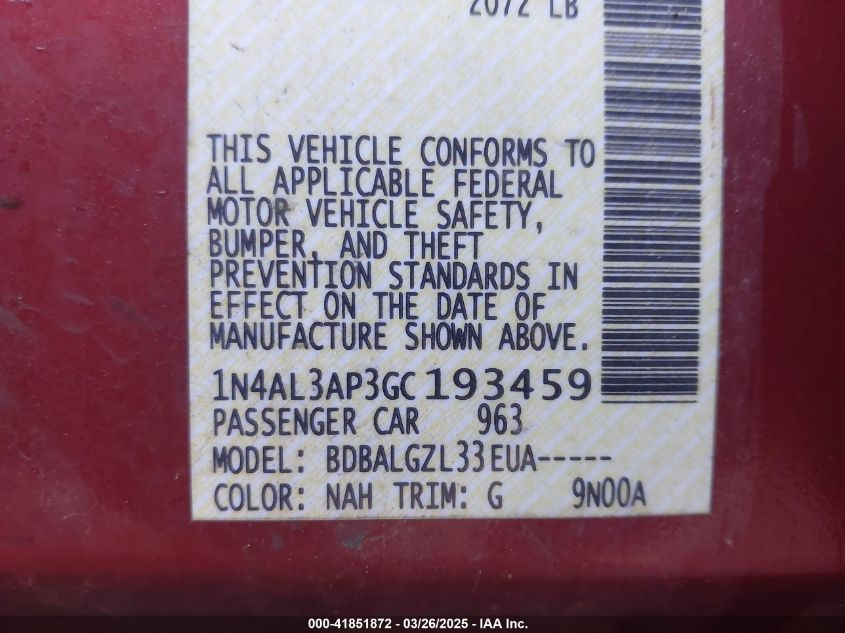 2072 LB
THIS VEHICLE CONFORMS TO
ALL APPLICABLE FEDERAL
MOTOR VEHICLE SAFETY,
BUMPER, AND THEFT
PREVENTION STANDARDS IN
EFFECT ON THE DATE OF
MANUFACTURE SHOWN ABOVE.
1N4AL3AP3GC193459
PASSENGER CAR 963
MODEL: BDBALGZL33EUA-----
COLOR: NAH TRIM: G 9N00A
000-41851872 - 03/26/2025 - IAA Inc.